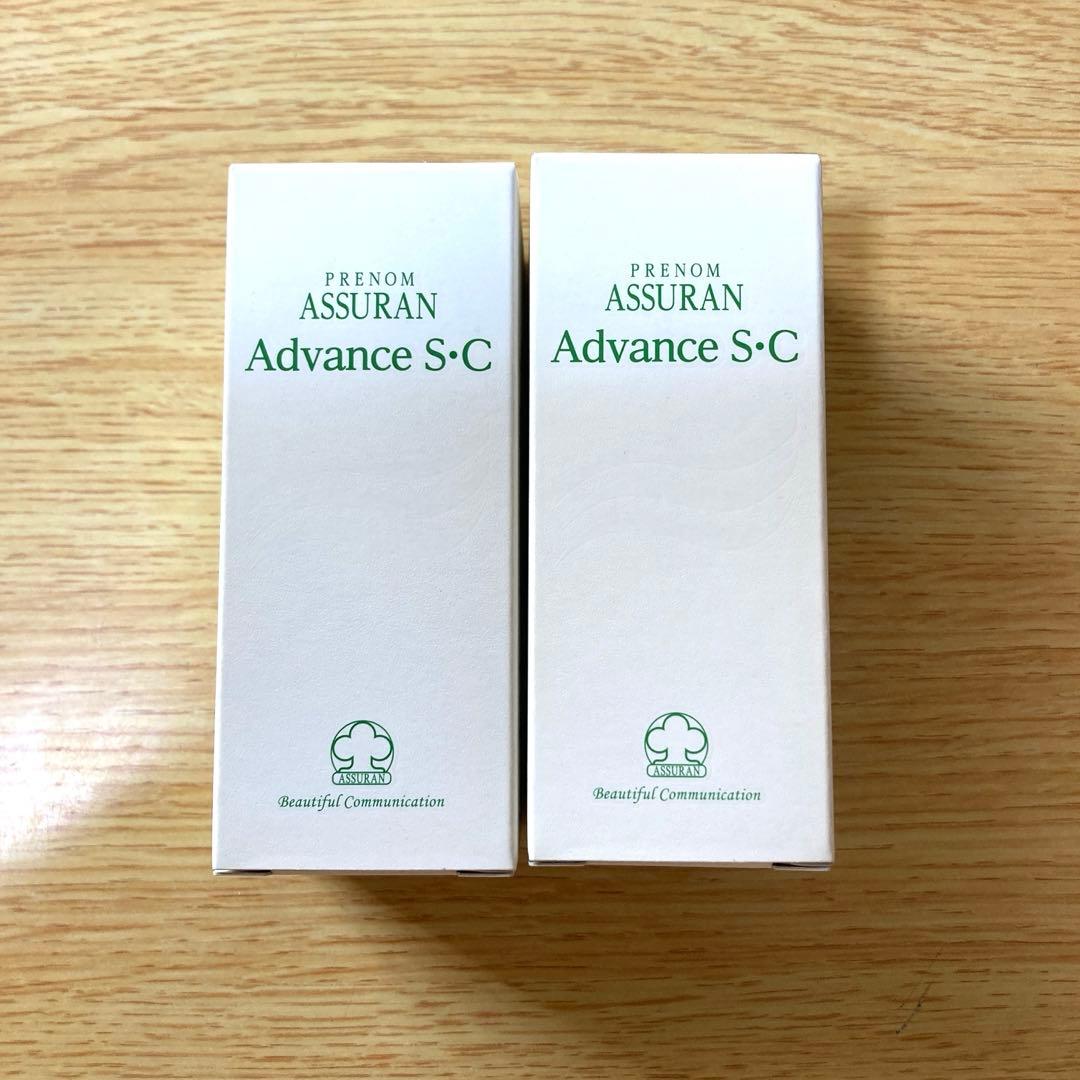 PRENOM
ASSURAN
Advance S・C
ASSURAN
Beautiful Communication
PRENOM
ASSURAN
Advance S・C
ASSURAN
Beautiful Communication